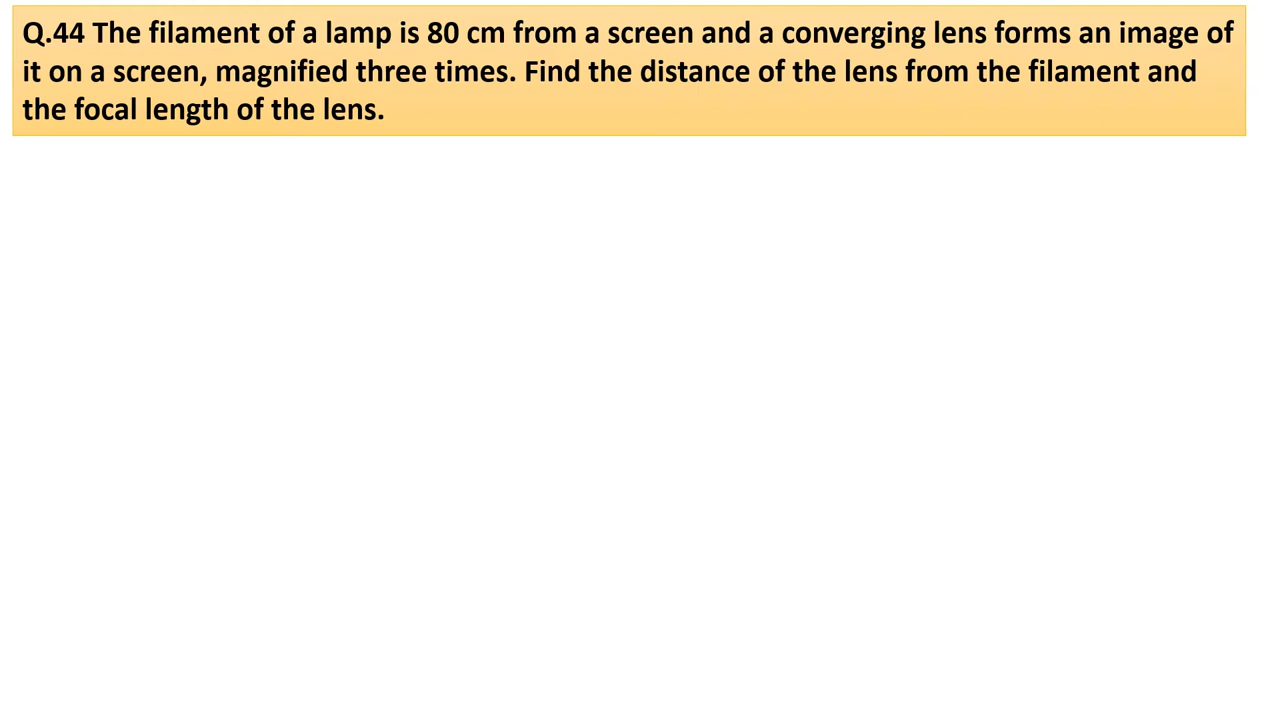 Q.44 The filament of a lamp is 80 cm from a screen and a converging lens forms an image of
it on a screen, magnified three times. Find the distance of the lens from the filament and
the focal length of the lens.